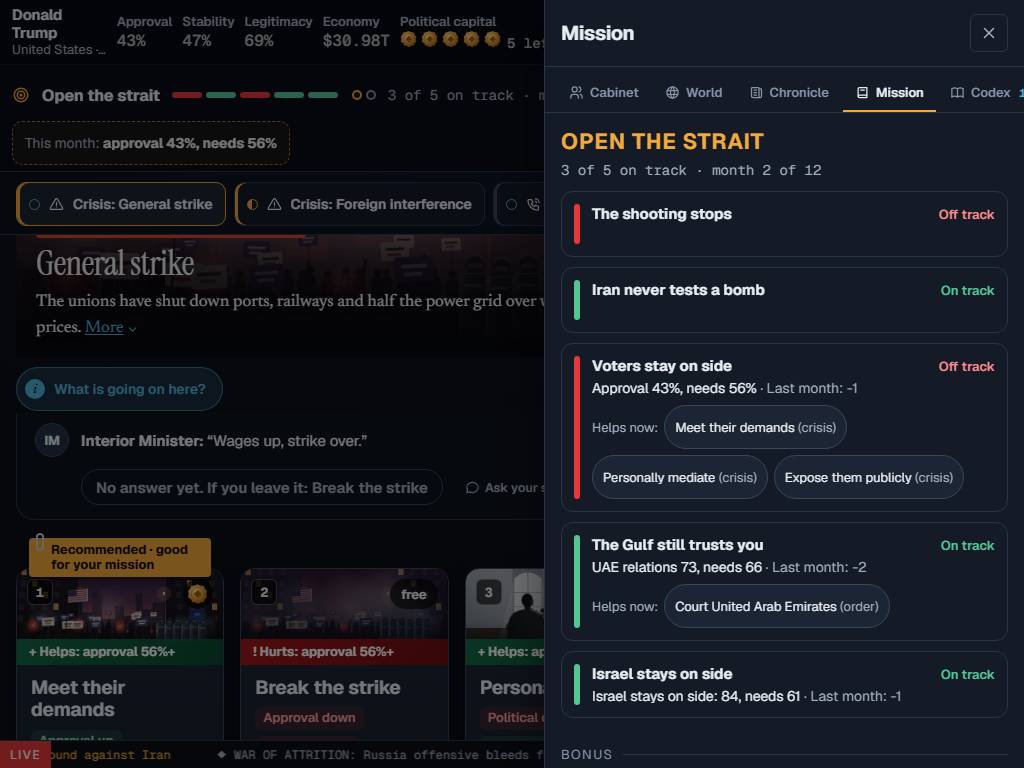 Donald
Trump
United States ·…
Approval
43%
Stability
47%
Legitimacy
69%
Economy
$30.98T
Political capital
5 lef
Open the strait
3 of 5 on track · m
This month: approval 43%, needs 56%
Crisis: General strike
Crisis: Foreign interference
General strike
The unions have shut down ports, railways and half the power grid over w
prices. More
i What is going on here?
IM Interior Minister: “Wages up, strike over.”
No answer yet. If you leave it: Break the strike
Ask your s
Recommended · good
for your mission
1
+ Helps: approval 56%+
Meet their
demands
Approval up
2
free
! Hurts: approval 56%+
Break the strike
Approval down
3
+ Helps: ap
Persona
Political c
LIVE
ound against Iran ◆ WAR OF ATTRITION: Russia offensive bleeds f
Mission
Cabinet
World
Chronicle
Mission
Codex 1
OPEN THE STRAIT
3 of 5 on track · month 2 of 12
The shooting stops Off track
Iran never tests a bomb On track
Voters stay on side Off track
Approval 43%, needs 56% · Last month: -1
Helps now: Meet their demands (crisis)
Personally mediate (crisis) Expose them publicly (crisis)
The Gulf still trusts you On track
UAE relations 73, needs 66 · Last month: -2
Helps now: Court United Arab Emirates (order)
Israel stays on side On track
Israel stays on side: 84, needs 61 · Last month: -1
BONUS